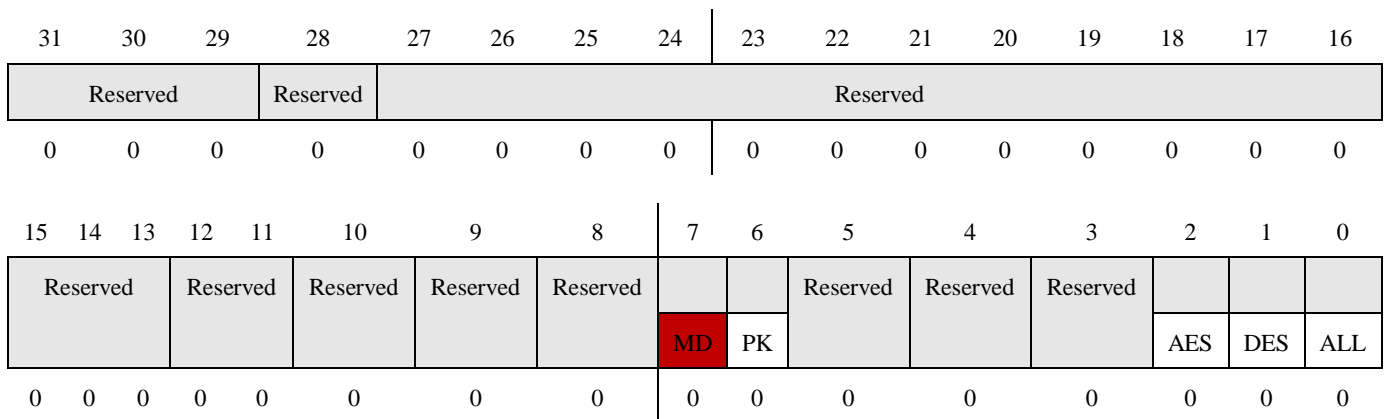 31 30 29 28 27 26 25 24 23 22 21 20 19 18 17 16
Reserved Reserved Reserved
0 0 0 0 0 0 0 0 0 0 0 0 0 0 0 0
15 14 13 12 11 10 9 8 7 6 5 4 3 2 1 0
Reserved Reserved Reserved Reserved Reserved Reserved Reserved Reserved
MD PK AES DES ALL
0 0 0 0 0 0 0 0 0 0 0 0 0 0 0 0